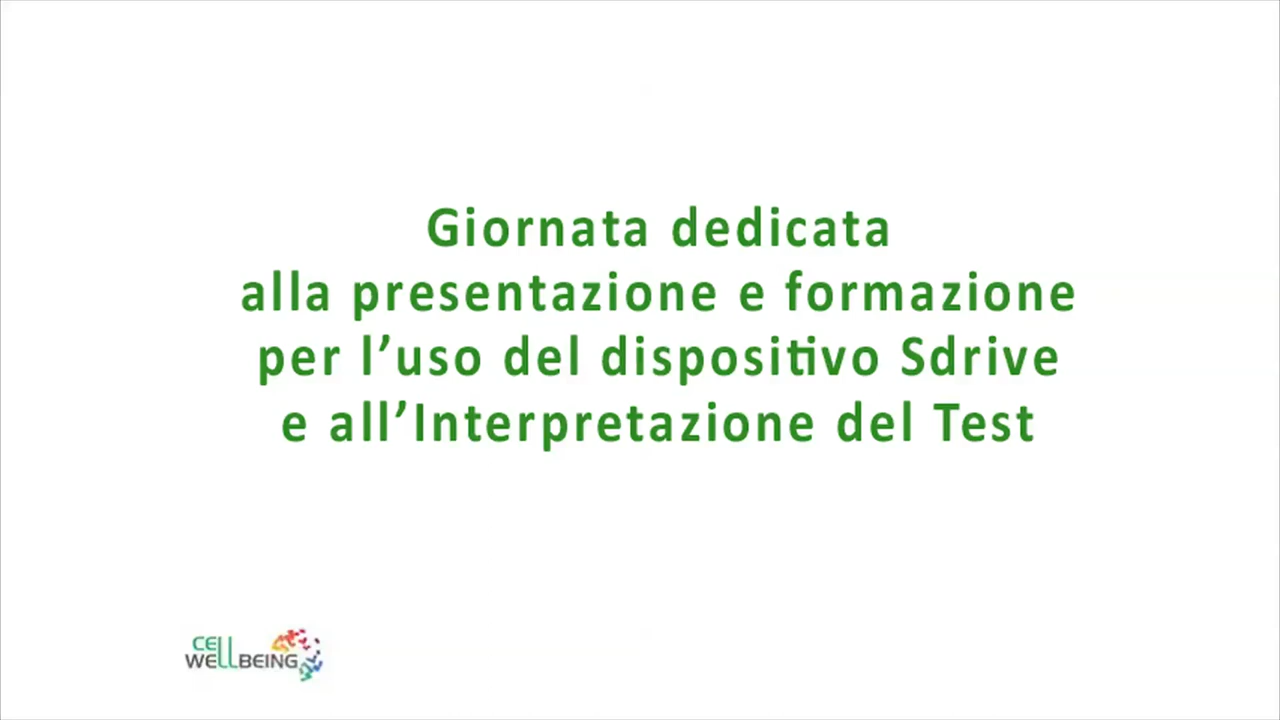 Giornata dedicata
alla presentazione e formazione
per l’uso del dispositivo Sdrive
e all’Interpretazione del Test
CELL
WELLBEING